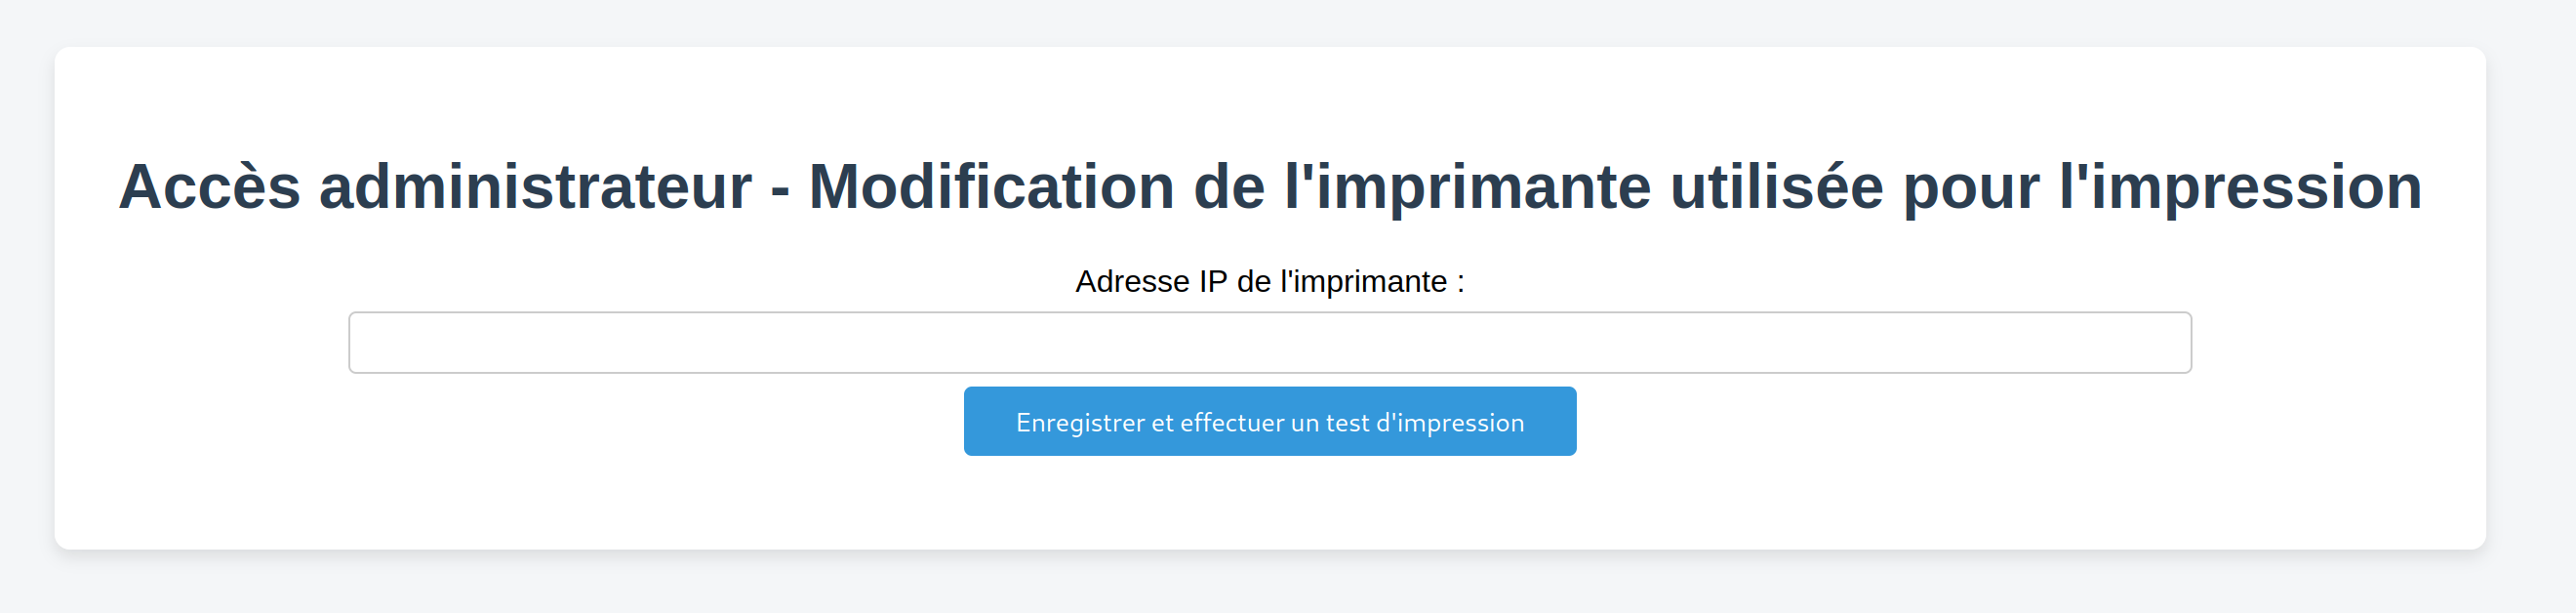 Accès administrateur - Modification de l'imprimante utilisée pour l'impression
Adresse IP de l'imprimante :
Enregistrer et effectuer un test d'impression